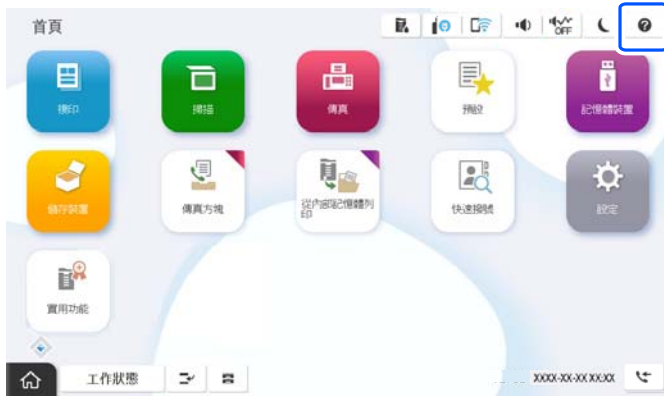 首頁
OFF
複印
掃描
傳真
預設
記憶體裝置
儲存裝置
傳真方塊
從內部記憶體列
印
快速撥號
設定
實用功能
工作狀態
XXXX-XX-XX XX:XX